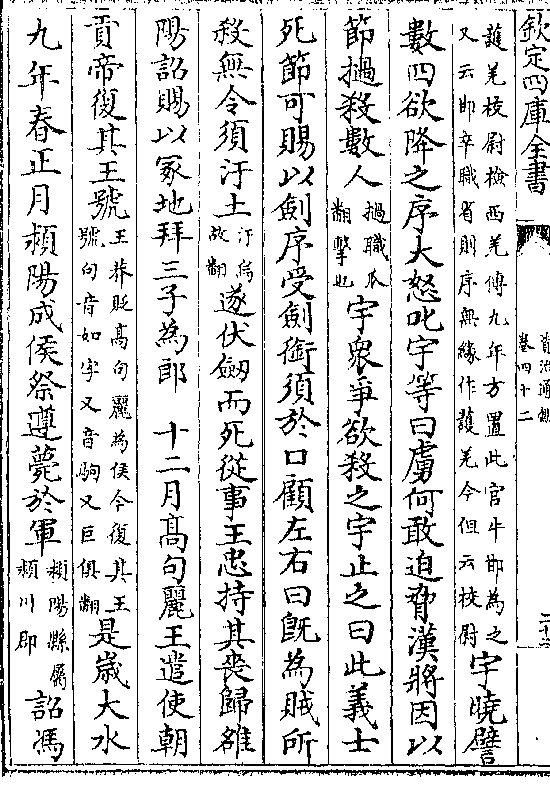 欽定四庫全書
資治通鑑
卷四十二
護羌校尉檢西羌傳九年方置此官牛邯為之
又云邯卒職省則序無緣作護羌今但云校尉
宇曉譬
數四欲降之序大怒叱宇等曰虜何敢迫脅漢將因以
節撾殺數人撾職瓜翻擊也宇衆爭欲殺之宇止之曰此義士
死節可賜以劍序受劍銜須於口顧左右曰旣為賊所
殺無令須汙土汙烏故翻遂伏劒而死從事王忠持其喪歸雒
陽詔賜以冢地拜三子為郎　十二月髙句麗王遣使朝
貢帝復其王號王莽貶髙句麗為侯今復其王號句音如字又音駒又巨俱翻是歲大水
九年春正月潁陽成侯祭遵薨於軍潁陽縣屬潁川郡詔馮